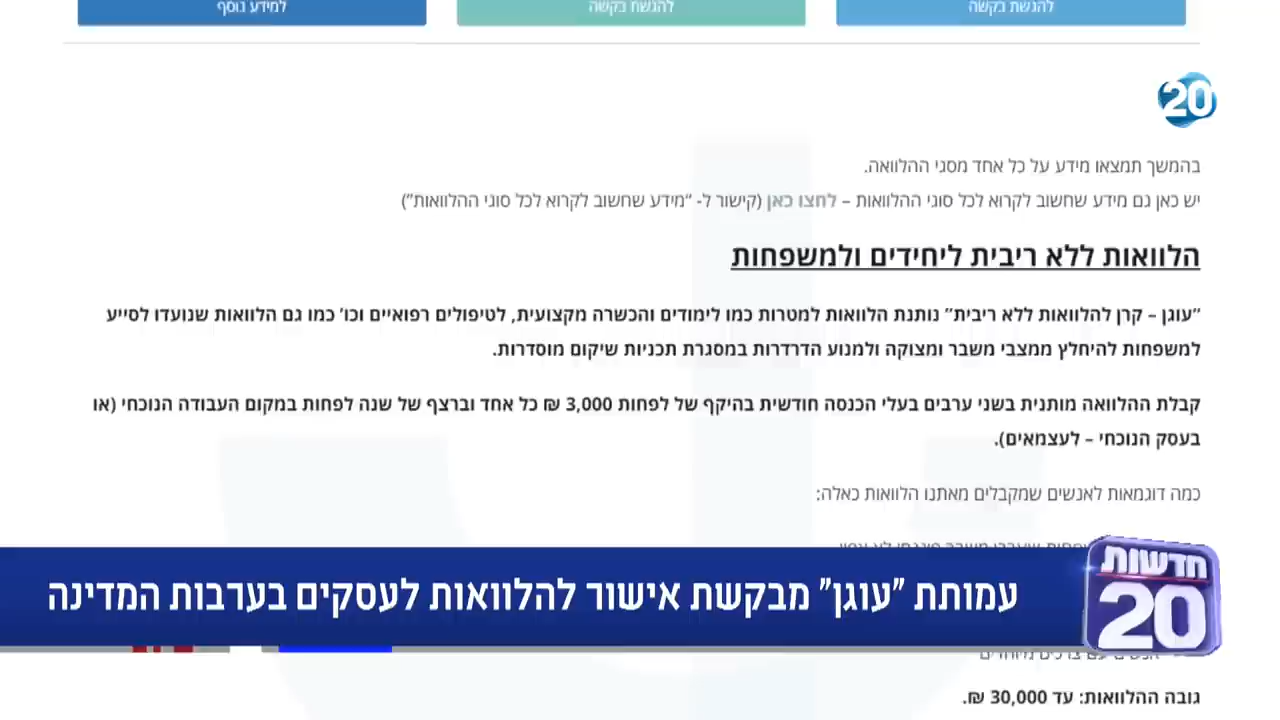 להגשת בקשה
להגשת בקשה
למידע נוסף
20
בהמשך תמצאו מידע על כל אחד מסגי ההלוואה.
יש כאן גם מידע שחשוב לקרוא לכל סוגי ההלוואות – לחצו כאן (קישור ל- "מידע שחשוב לקרוא לכל סוגי ההלוואות")
הלוואות ללא ריבית ליחידים ולמשפחות
"עוגן – קרן להלוואות ללא ריבית" נותנת הלוואות למטרות כמו לימודים והכשרה מקצועית, לטיפולים רפואיים וכו' כמו גם הלוואות שנועדו לסייע
למשפחות להיחלץ ממצבי משבר ומצוקה ולמנוע הדרדרות במסגרת תכניות שיקום מוסדרות.
קבלת ההלוואה מותנית בשני ערבים בעלי הכנסה חודשית בהיקף של לפחות 3,000 ₪ כל אחד וברצף של שנה לפחות במקום העבודה הנוכחי (או
בעסק הנוכחי – לעצמאים).
כמה דוגמאות לאנשים שמקבלים מאתנו הלוואות כאלה:
חדשות
20
עמותת "עוגן" מבקשת אישור להלוואות לעסקים בערבות המדינה
גובה ההלוואות: עד 30,000 ₪.